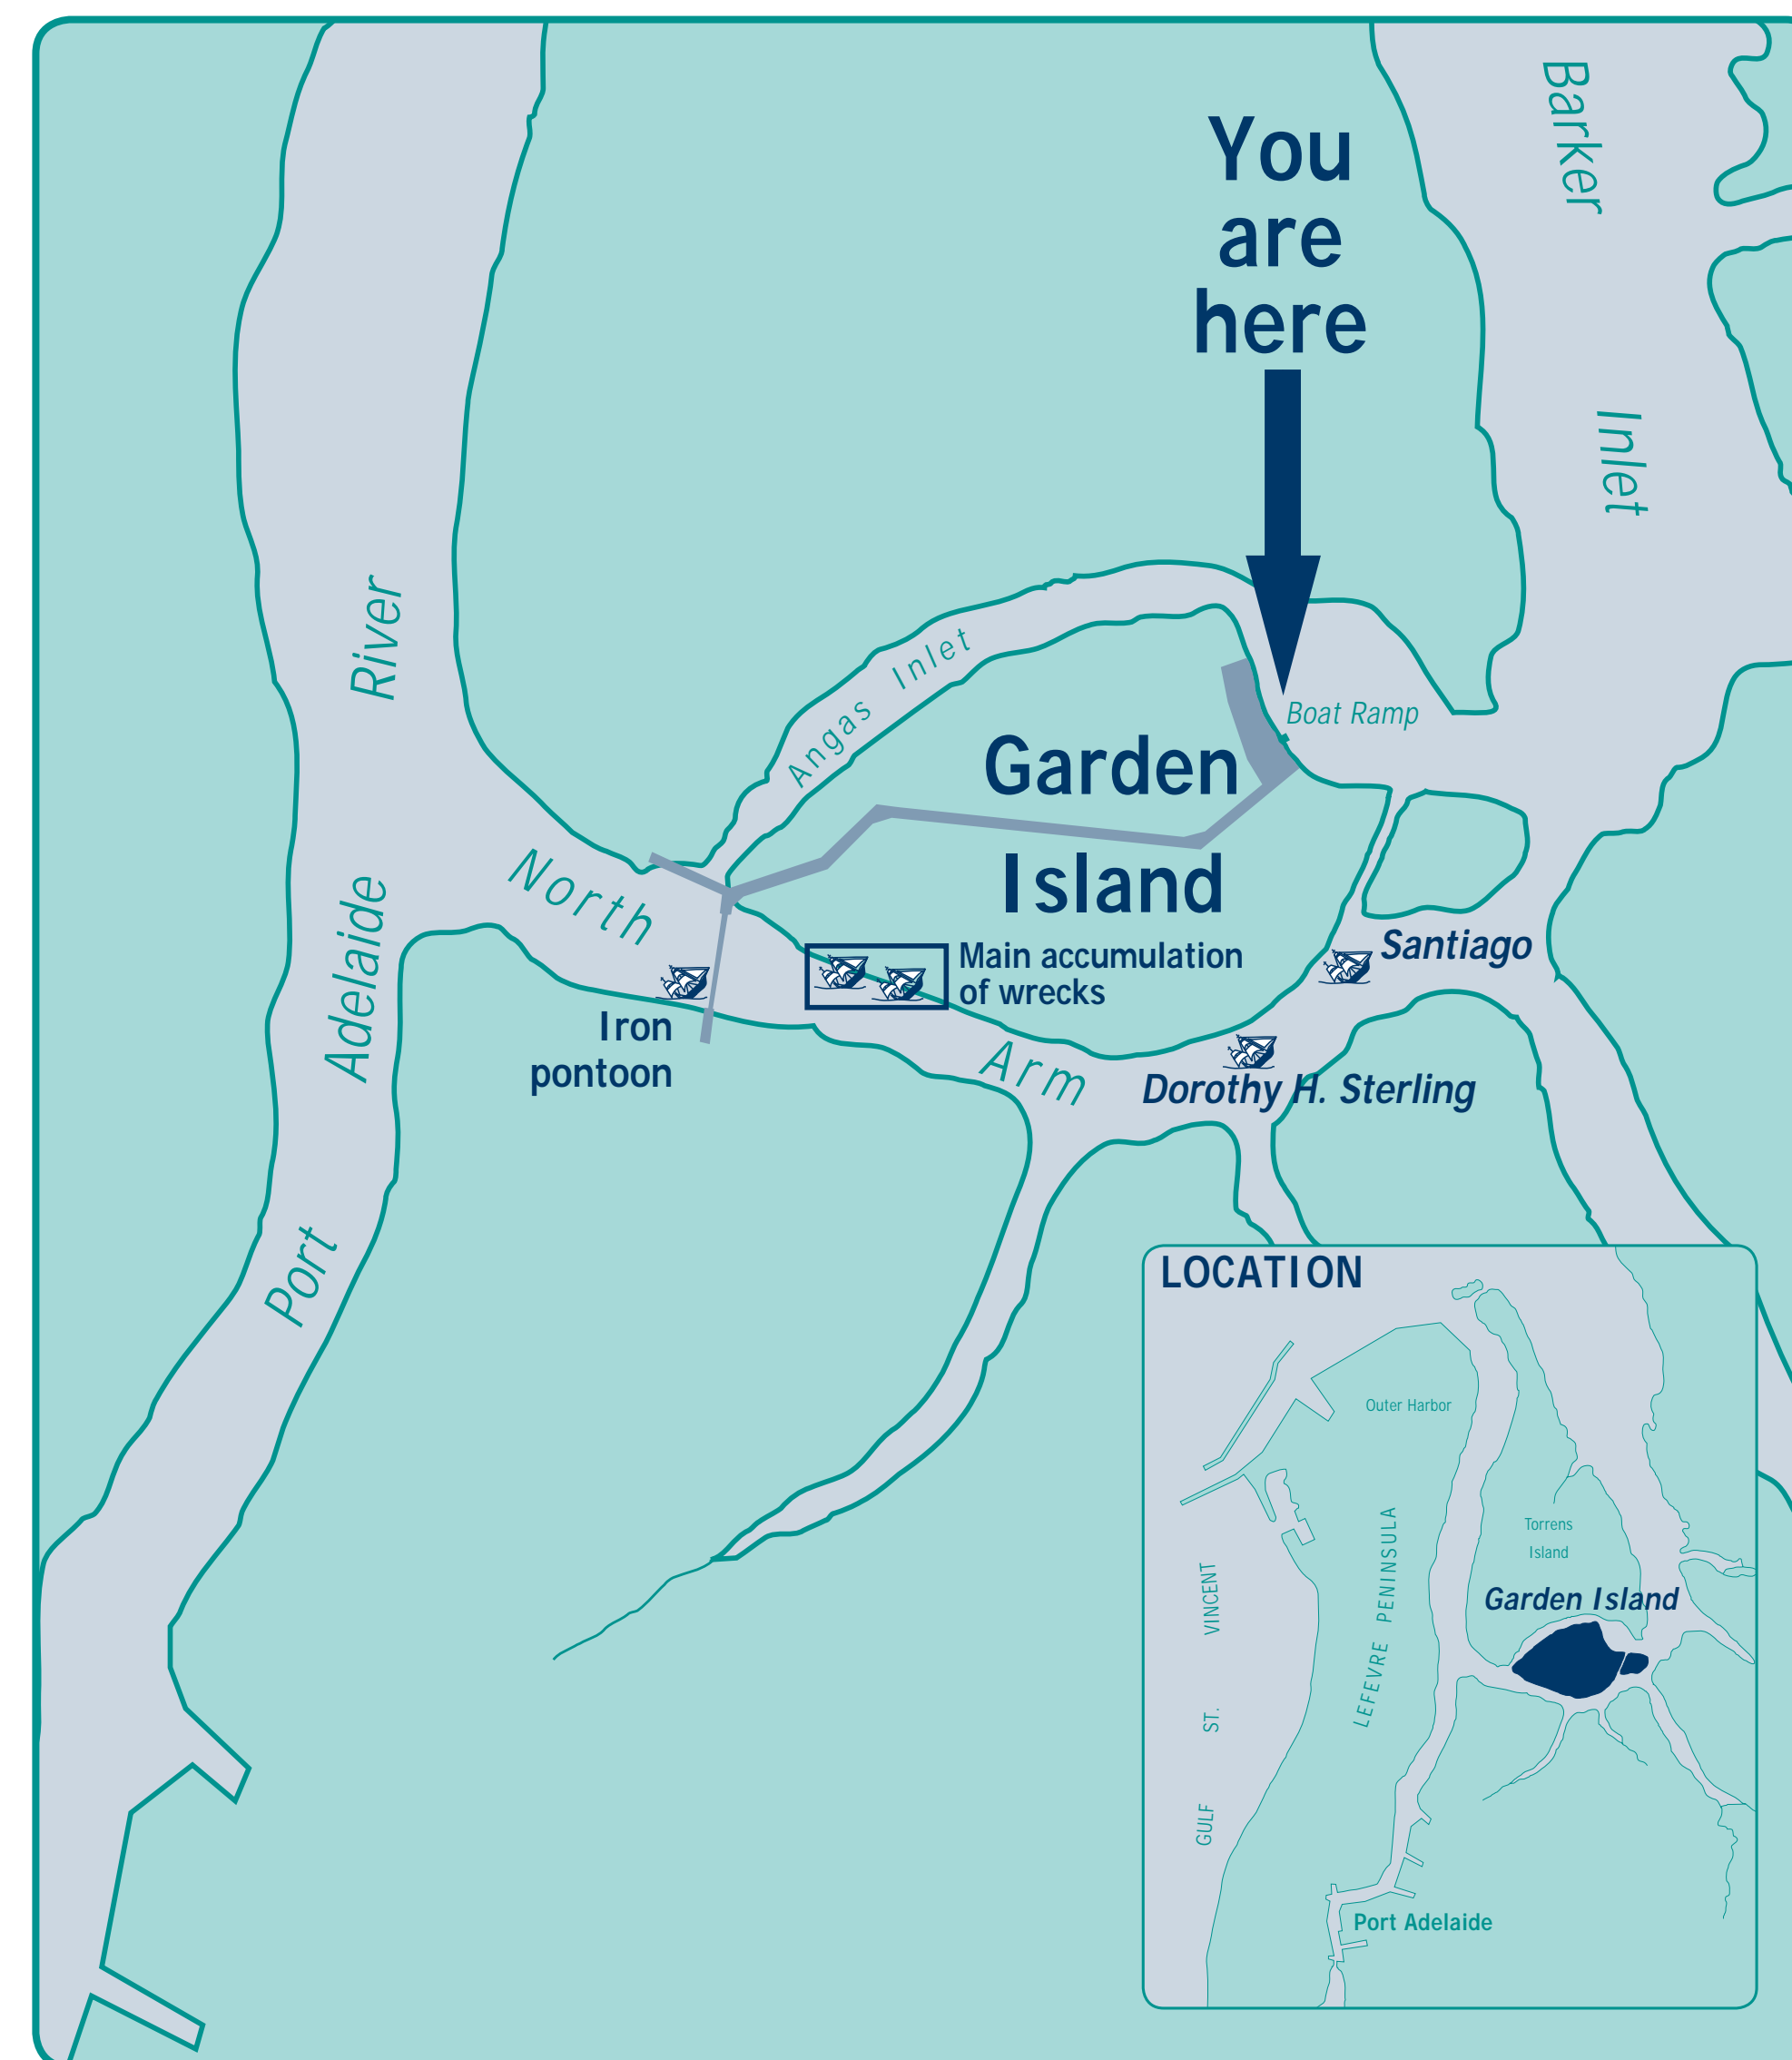 Barker
Inlet
You
are
here
River
Adelaide
Port
Angas Inlet
Boat Ramp
Garden
Island
North
Arm
Santiago
Main accumulation
of wrecks
Iron
pontoon
Dorothy H. Sterling
LOCATION
Outer Harbor
Torrens
Island
LEFEVRE PENINSULA
Garden Island
GULF ST. VINCENT
Port Adelaide